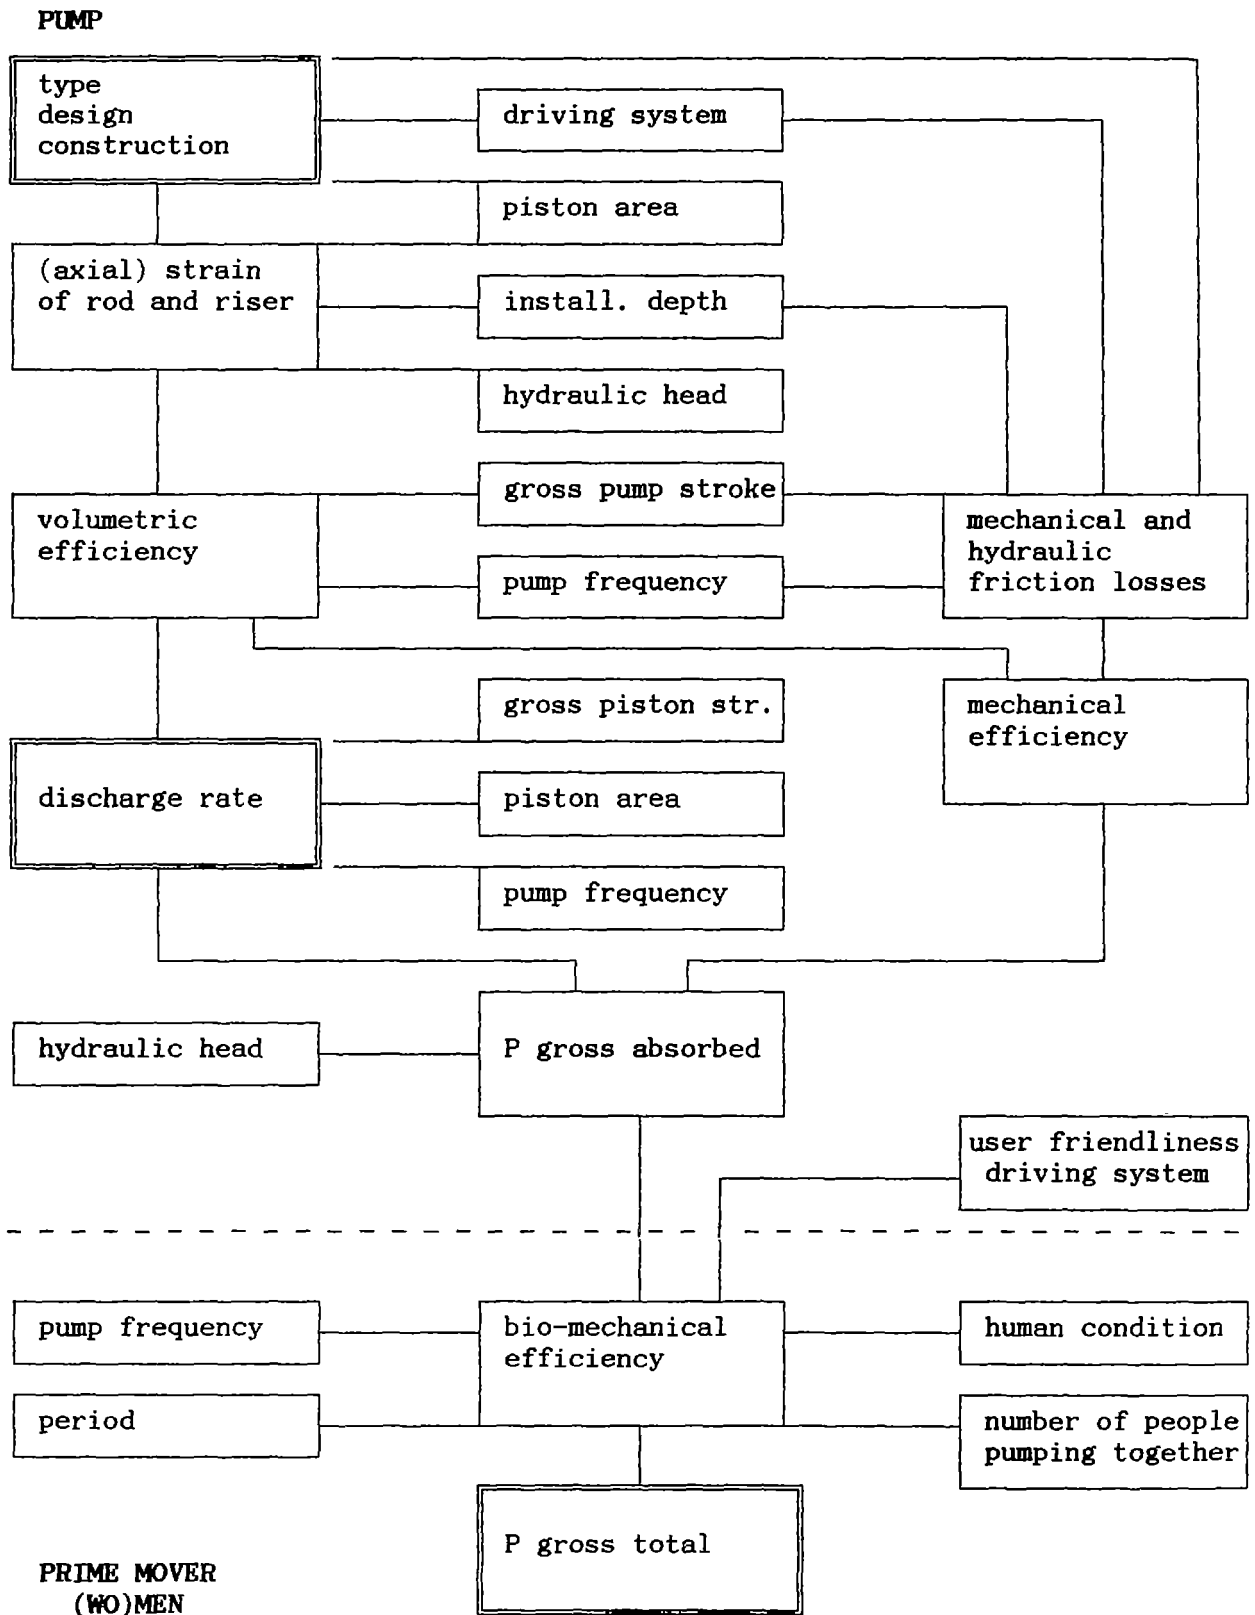 PUMP
type
design
construction
driving system
piston area
(axial) strain
of rod and riser
install. depth
hydraulic head
gross pump stroke
volumetric
efficiency
mechanical and
hydraulic
friction losses
pump frequency
gross piston str.
mechanical
efficiency
discharge rate
piston area
pump frequency
hydraulic head
P gross absorbed
user friendliness
driving system
pump frequency
bio-mechanical
efficiency
human condition
period
number of people
pumping together
P gross total
PRIME MOVER
(WO)MEN